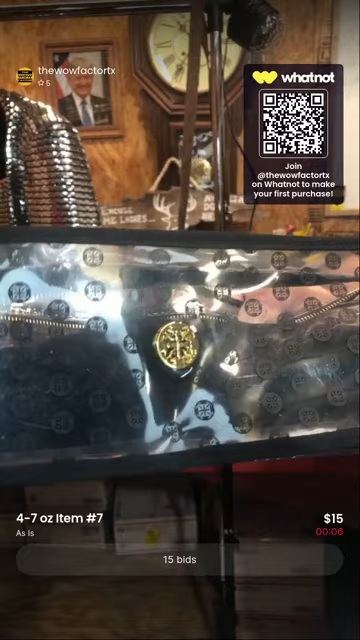 thewowfactortx
☆ 5
whatnot
Join
@thewowfactortx
on Whatnot to make
your first purchase!
4-7 oz Item #7
$15
As Is
00:06
15 bids